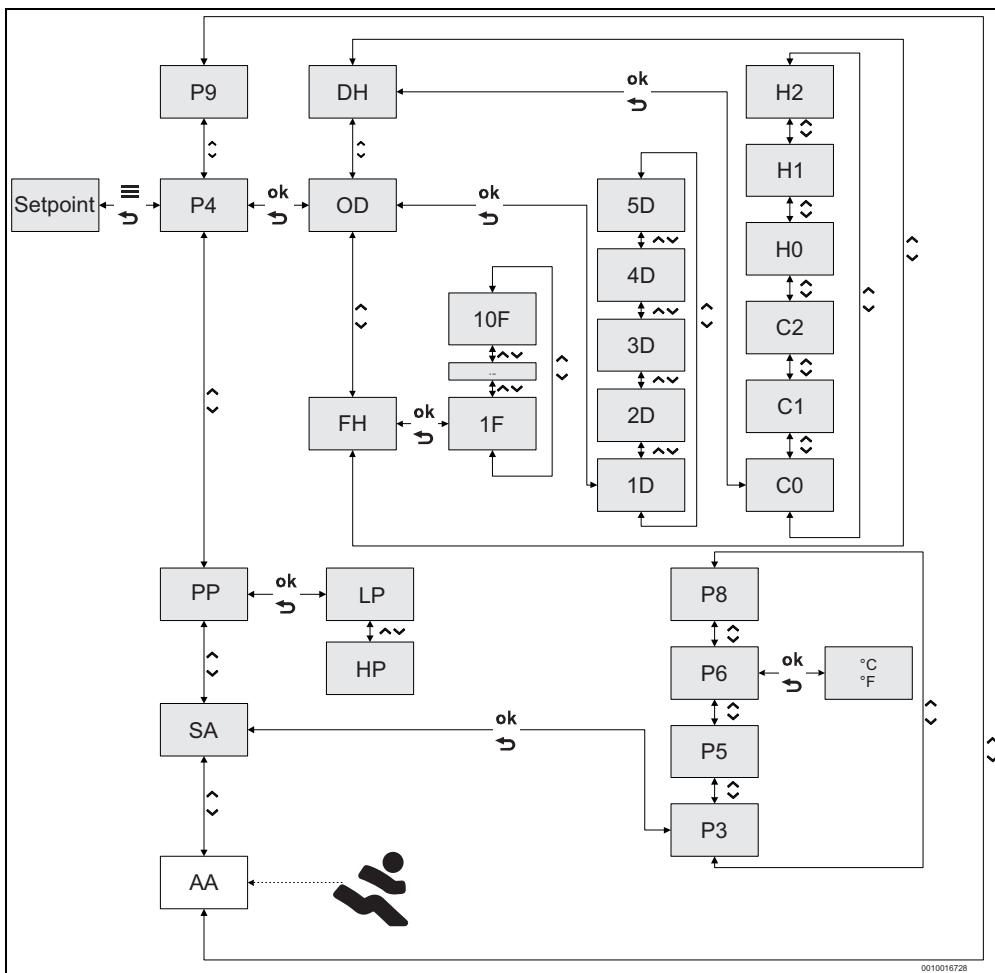 P9
DH
ok
H2
H1
Setpoint
P4
ok
OD
ok
5D
H0
4D
10F
3D
C2
...
2D
C1
FH
ok
1F
1D
C0
PP
ok
LP
P8
HP
P6
ok
°C
°F
SA
ok
P5
P3
AA
0010016728